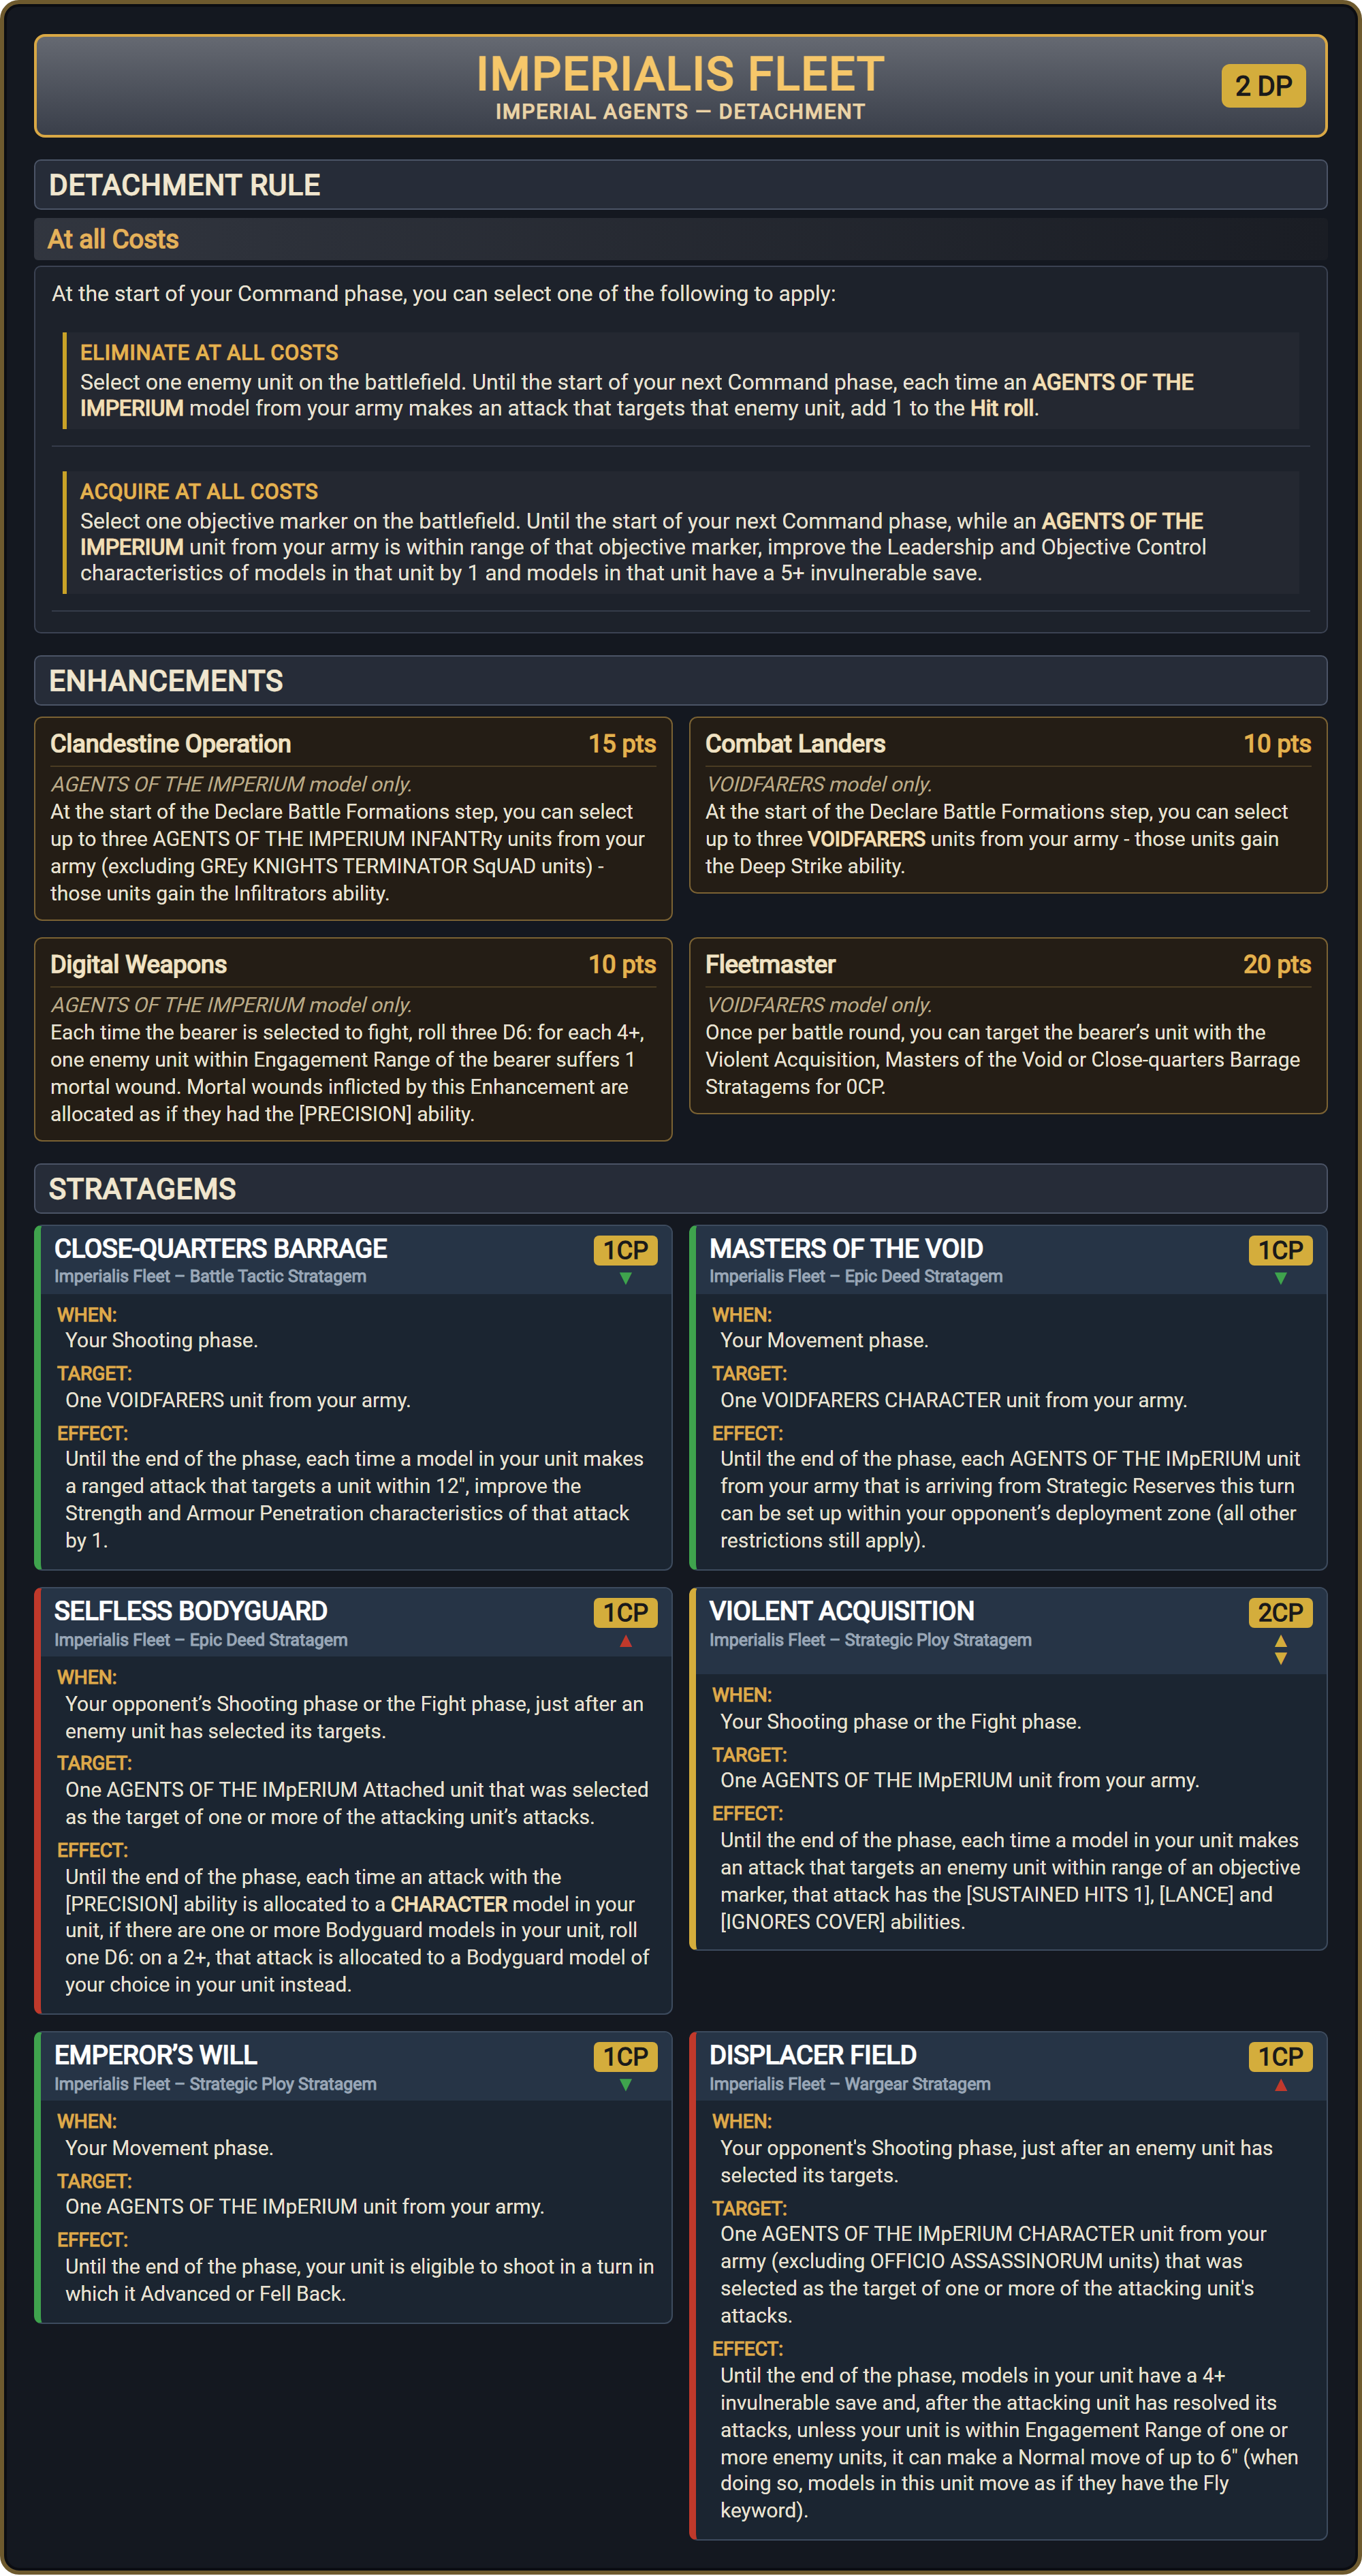 IMPERIALIS FLEET
IMPERIAL AGENTS — DETACHMENT
2 DP
DETACHMENT RULE
At all Costs
At the start of your Command phase, you can select one of the following to apply:
ELIMINATE AT ALL COSTS
Select one enemy unit on the battlefield. Until the start of your next Command phase, each time an AGENTS OF THE
IMPERIUM model from your army makes an attack that targets that enemy unit, add 1 to the Hit roll.
ACQUIRE AT ALL COSTS
Select one objective marker on the battlefield. Until the start of your next Command phase, while an AGENTS OF THE
IMPERIUM unit from your army is within range of that objective marker, improve the Leadership and Objective Control
characteristics of models in that unit by 1 and models in that unit have a 5+ invulnerable save.
ENHANCEMENTS
Clandestine Operation 15 pts
AGENTS OF THE IMPERIUM model only.
At the start of the Declare Battle Formations step, you can select
up to three AGENTS OF THE IMPERIUM INFANTRy units from your
army (excluding GREy KNIGHTS TERMINATOR SqUAD units) -
those units gain the Infiltrators ability.
Combat Landers 10 pts
VOIDFARERS model only.
At the start of the Declare Battle Formations step, you can select
up to three VOIDFARERS units from your army - those units gain
the Deep Strike ability.
Digital Weapons 10 pts
AGENTS OF THE IMPERIUM model only.
Each time the bearer is selected to fight, roll three D6: for each 4+,
one enemy unit within Engagement Range of the bearer suffers 1
mortal wound. Mortal wounds inflicted by this Enhancement are
allocated as if they had the [PRECISION] ability.
Fleetmaster 20 pts
VOIDFARERS model only.
Once per battle round, you can target the bearer’s unit with the
Violent Acquisition, Masters of the Void or Close-quarters Barrage
Stratagems for 0CP.
STRATAGEMS
CLOSE-QUARTERS BARRAGE 1CP
Imperialis Fleet – Battle Tactic Stratagem ▼
WHEN:
Your Shooting phase.
TARGET:
One VOIDFARERS unit from your army.
EFFECT:
Until the end of the phase, each time a model in your unit makes
a ranged attack that targets a unit within 12", improve the
Strength and Armour Penetration characteristics of that attack
by 1.
MASTERS OF THE VOID 1CP
Imperialis Fleet – Epic Deed Stratagem ▼
WHEN:
Your Movement phase.
TARGET:
One VOIDFARERS CHARACTER unit from your army.
EFFECT:
Until the end of the phase, each AGENTS OF THE IMpERIUM unit
from your army that is arriving from Strategic Reserves this turn
can be set up within your opponent’s deployment zone (all other
restrictions still apply).
SELFLESS BODYGUARD 1CP
Imperialis Fleet – Epic Deed Stratagem ▲
WHEN:
Your opponent’s Shooting phase or the Fight phase, just after an
enemy unit has selected its targets.
TARGET:
One AGENTS OF THE IMpERIUM Attached unit that was selected
as the target of one or more of the attacking unit’s attacks.
EFFECT:
Until the end of the phase, each time an attack with the
[PRECISION] ability is allocated to a CHARACTER model in your
unit, if there are one or more Bodyguard models in your unit, roll
one D6: on a 2+, that attack is allocated to a Bodyguard model of
your choice in your unit instead.
VIOLENT ACQUISITION 2CP
Imperialis Fleet – Strategic Ploy Stratagem ▲
▼
WHEN:
Your Shooting phase or the Fight phase.
TARGET:
One AGENTS OF THE IMpERIUM unit from your army.
EFFECT:
Until the end of the phase, each time a model in your unit makes
an attack that targets an enemy unit within range of an objective
marker, that attack has the [SUSTAINED HITS 1], [LANCE] and
[IGNORES COVER] abilities.
EMPEROR’S WILL 1CP
Imperialis Fleet – Strategic Ploy Stratagem ▼
WHEN:
Your Movement phase.
TARGET:
One AGENTS OF THE IMpERIUM unit from your army.
EFFECT:
Until the end of the phase, your unit is eligible to shoot in a turn in
which it Advanced or Fell Back.
DISPLACER FIELD 1CP
Imperialis Fleet – Wargear Stratagem ▲
WHEN:
Your opponent's Shooting phase, just after an enemy unit has
selected its targets.
TARGET:
One AGENTS OF THE IMpERIUM CHARACTER unit from your
army (excluding OFFICIO ASSASSINORUM units) that was
selected as the target of one or more of the attacking unit's
attacks.
EFFECT:
Until the end of the phase, models in your unit have a 4+
invulnerable save and, after the attacking unit has resolved its
attacks, unless your unit is within Engagement Range of one or
more enemy units, it can make a Normal move of up to 6" (when
doing so, models in this unit move as if they have the Fly
keyword).